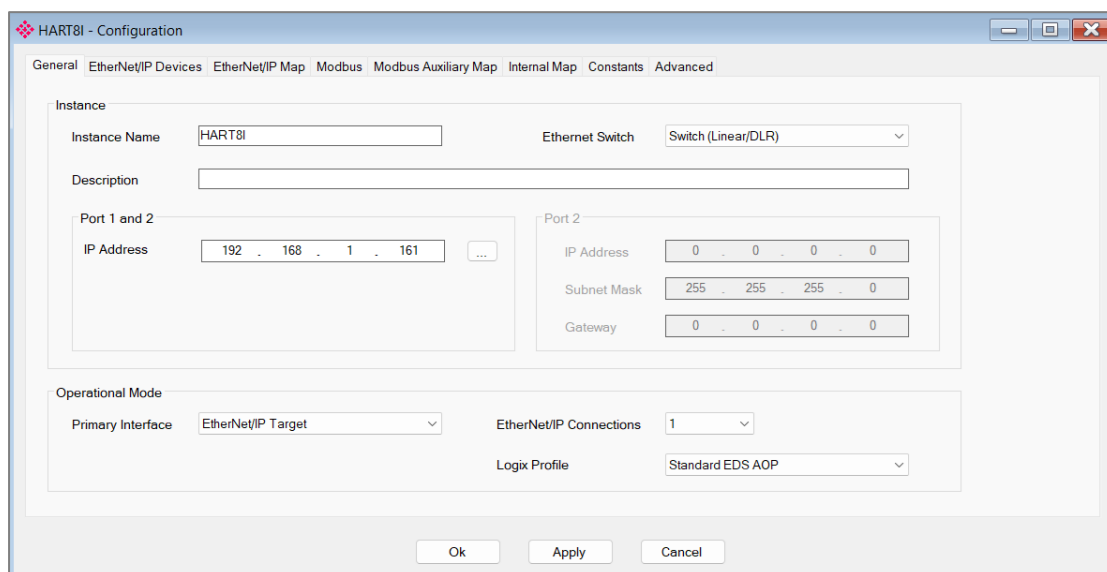 HART8I - Configuration
General EtherNet/IP Devices EtherNet/IP Map Modbus Modbus Auxiliary Map Internal Map Constants Advanced
Instance
Instance Name HART8I Ethernet Switch Switch (Linear/DLR)
Description
Port 1 and 2 Port 2
IP Address 192 . 168 . 1 . 161 ... IP Address 0 . 0 . 0 . 0
Subnet Mask 255 . 255 . 255 . 0
Gateway 0 . 0 . 0 . 0
Operational Mode
Primary Interface EtherNet/IP Target EtherNet/IP Connections 1
Logix Profile Standard EDS AOP
Ok Apply Cancel